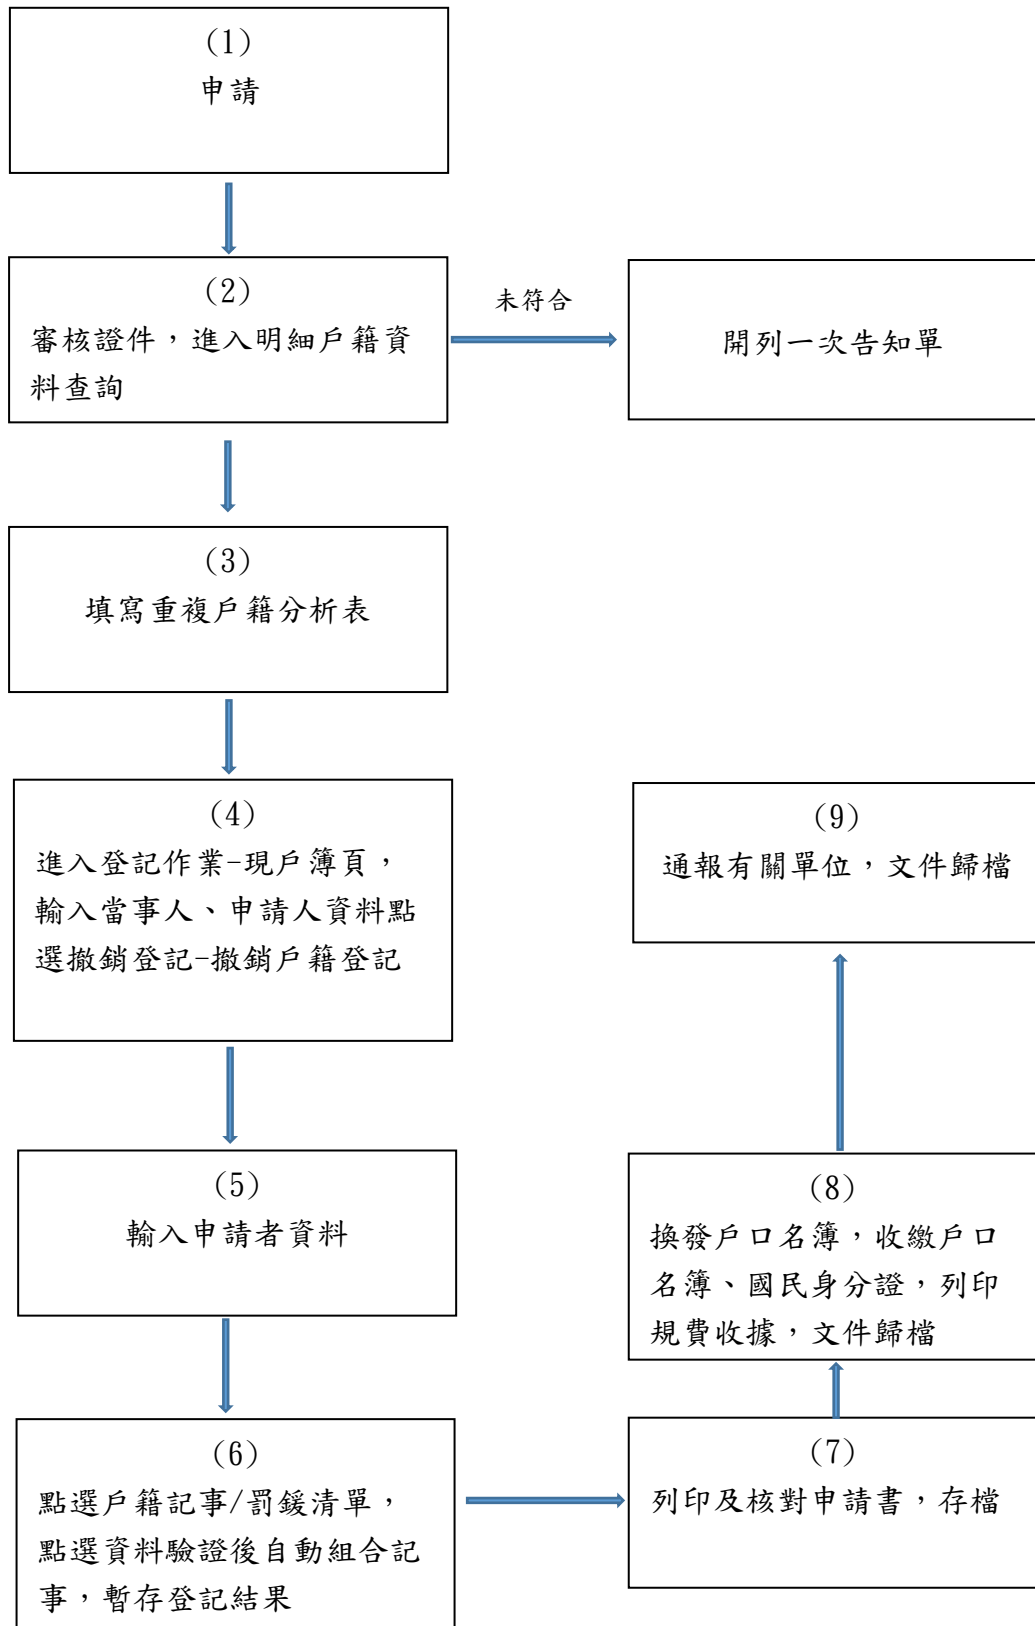 (1)
申請
(2)
審核證件，進入明細戶籍資
料查詢
未符合
開列一次告知單
(3)
填寫重複戶籍分析表
(4)
進入登記作業-現戶簿頁，
輸入當事人、申請人資料點
選撤銷登記-撤銷戶籍登記
(5)
輸入申請者資料
(6)
點選戶籍記事/罰鍰清單，
點選資料驗證後自動組合記
事，暫存登記結果
(7)
列印及核對申請書，存檔
(8)
換發戶口名簿，收繳戶口
名簿、國民身分證，列印
規費收據，文件歸檔
(9)
通報有關單位，文件歸檔